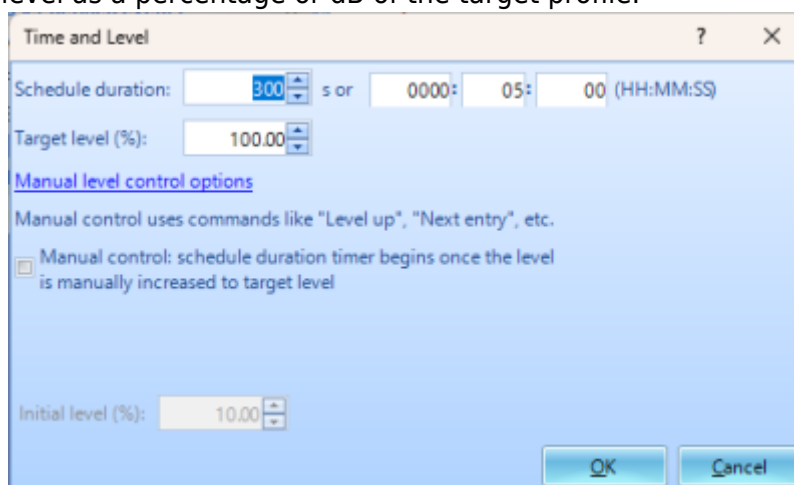 level as a percentage or dB of the target profile.
Time and Level ? ×
Schedule duration: 300 s or 0000: 05: 00 (HH:MM:SS)
Target level (%): 100.00
Manual level control options
Manual control uses commands like "Level up", "Next entry", etc.
Manual control: schedule duration timer begins once the level
is manually increased to target level
Initial level (%): 10.00
OK Cancel